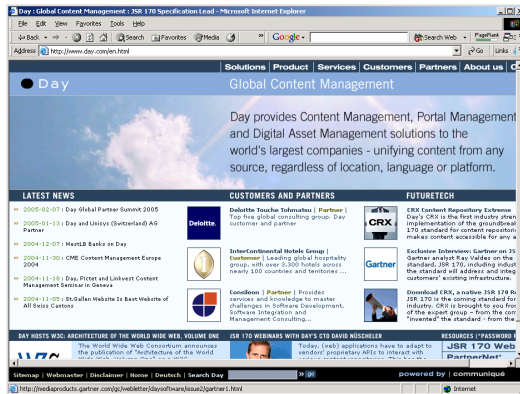 Day : Global Content Management : JSR 170 Specification Lead - Microsoft Internet Explorer
File Edit View Favorites Tools Help
Back Search Favorites Media » Google Search Web PageRank
Address http://www.day.com/en.html Go Links
Solutions Product Services Customers Partners About us C
Day
Global Content Management
Day provides Content Management, Portal Management
and Digital Asset Management solutions to the
world's largest companies - unifying content from any
source, regardless of location, language or platform.
LATEST NEWS
» 2005-02-07 : Day Global Partner Summit 2005
» 2005-01-13 : Day and Unisys (Switzerland) AG
Partner
» 2004-12-07 : WestLB Banks on Day
» 2004-11-30 : CME Content Management Europe
2004
» 2004-11-18 : Day, Pictet and Linkvest Content
Management Seminar in Geneva
» 2004-11-05 : St.Gallen Website Is Best Website of
All Swiss Cantons
CUSTOMERS AND PARTNERS
Deloitte.
Deloitte Touche Tohmatsu | Partner |
Top five global consulting group. Day
customer and partner
InterContinental Hotels Group |
Customer | Leading global hospitality
group, with over 3,300 hotels across
nearly 100 countries and territories ...
Consileon | Partner | Provides
services and knowledge to master
challenges in Software Development,
Software Integration and
Management Consulting...
FUTURETECH
CRX
CRX Content Repository Extreme
Day's CRX is the first industry stren
implementation of the groundbreak
170 standard for content repositori
makes content accessible for any a
Gartner
Exclusive Interview: Gartner on JS
Gartner analyst Ray Valdes on the
standard, JSR 170, including indust
the standard will address and integ
customers' existing infrastructure.
Download CRX, a native JSR 170 R
JSR 170 is the coming standard for
industry. CRX is brought to you fro
of the expert group - from the com
"invented" the standard - from the
DAY HOSTS W3C: ARCHITECTURE OF THE WORLD WIDE WEB, VOLUME ONE
The World Wide Web Consortium announces
the publication of "Architecture of the World
JSR 170 WEBINARS WITH DAY'S CTO DAVID NÜSCHELER
Today, (web) applications have to adapt to
vendors' proprietary APIs to interact with
RESOURCES (*PASSWORD
JSR 170 Web
PartnerNet*
Sitemap | Webmaster | Disclaimer | Home | Deutsch | Search Day » go powered by | communiqué
http://mediaproducts.gartner.com/gc/webletter/daysoftware/issue2/gartner1.html Internet